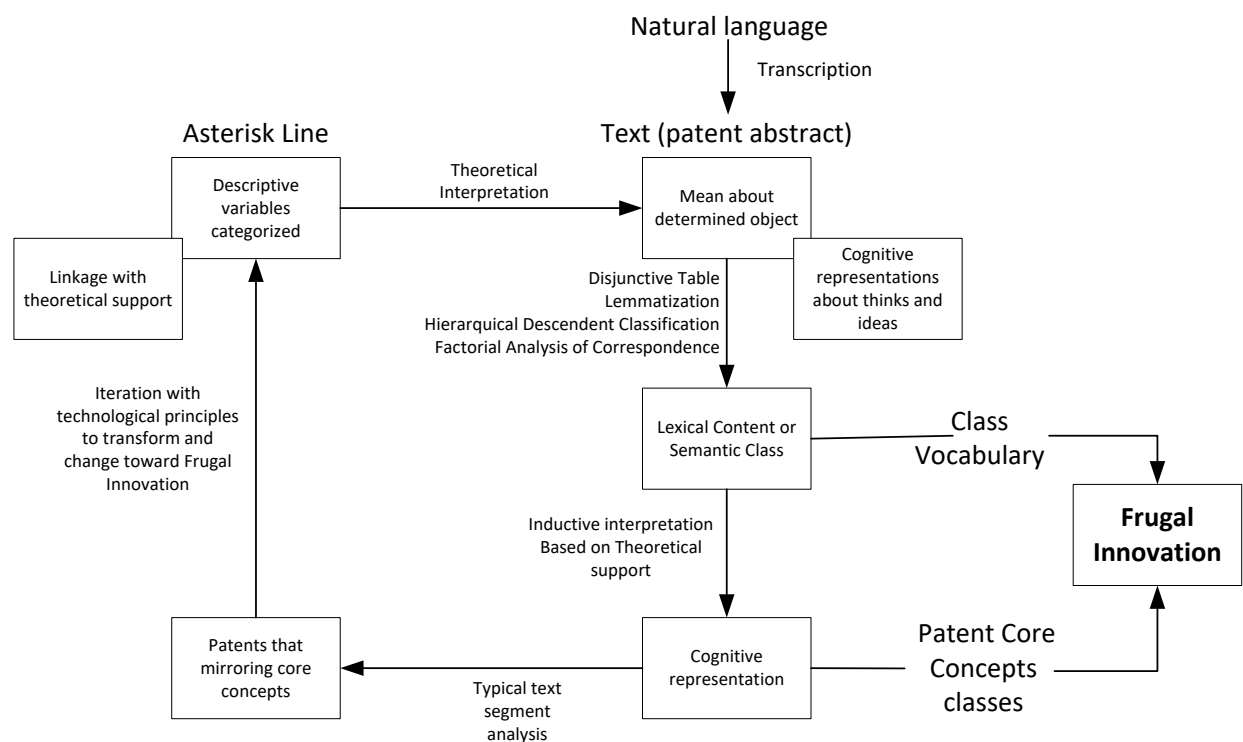 Natural language
Transcription
Asterisk Line
Text (patent abstract)
Descriptive
variables
categorized
Theoretical
Interpretation
Mean about
determined object
Linkage with
theoretical support
Cognitive
representations
about thinks and
ideas
Disjunctive Table
Lemmatization
Hierarquical Descendent Classification
Factorial Analysis of Correspondence
Iteration with
technological principles
to transform and
change toward Frugal
Innovation
Lexical Content or
Semantic Class
Class
Vocabulary
Frugal
Innovation
Inductive interpretation
Based on Theoretical
support
Patents that
mirroring core
concepts
Typical text
segment
analysis
Cognitive
representation
Patent Core
Concepts
classes